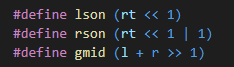 #define lson (rt << 1)
#define rson (rt << 1 | 1)
#define gmid (l + r >> 1)